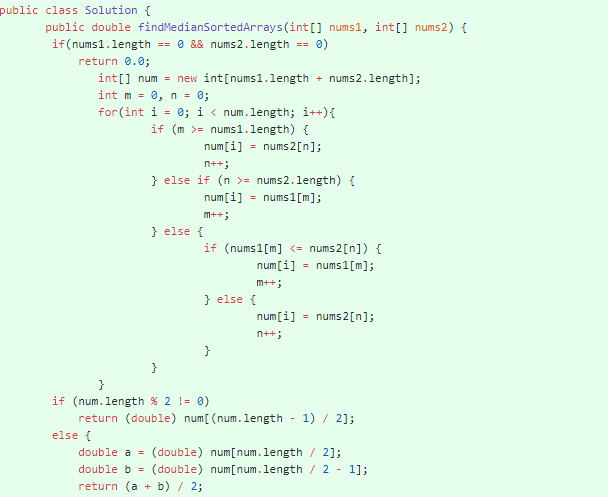 public class Solution {
public double findMedianSortedArrays(int[] nums1, int[] nums2) {
if(nums1.length == 0 && nums2.length == 0)
return 0.0;
int[] num = new int[nums1.length + nums2.length];
int m = 0, n = 0;
for(int i = 0; i < num.length; i++){
if (m >= nums1.length) {
num[i] = nums2[n];
n++;
} else if (n >= nums2.length) {
num[i] = nums1[m];
m++;
} else {
if (nums1[m] <= nums2[n]) {
num[i] = nums1[m];
m++;
} else {
num[i] = nums2[n];
n++;
}
}
}
if (num.length % 2 != 0)
return (double) num[(num.length - 1) / 2];
else {
double a = (double) num[num.length / 2];
double b = (double) num[num.length / 2 - 1];
return (a + b) / 2;